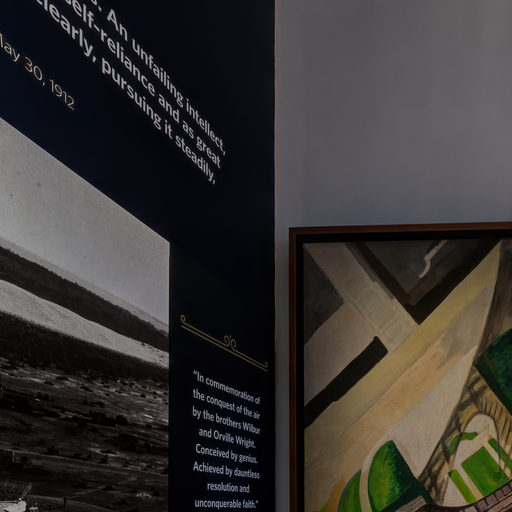 s. An unfailing intellect,
self-reliance and as great
clearly, pursuing it steadily,
May 30, 1912
"In commemoration of
the conquest of the air
by the brothers Wilbur
and Orville Wright.
Conceived by genius.
Achieved by dauntless
resolution and
unconquerable faith."